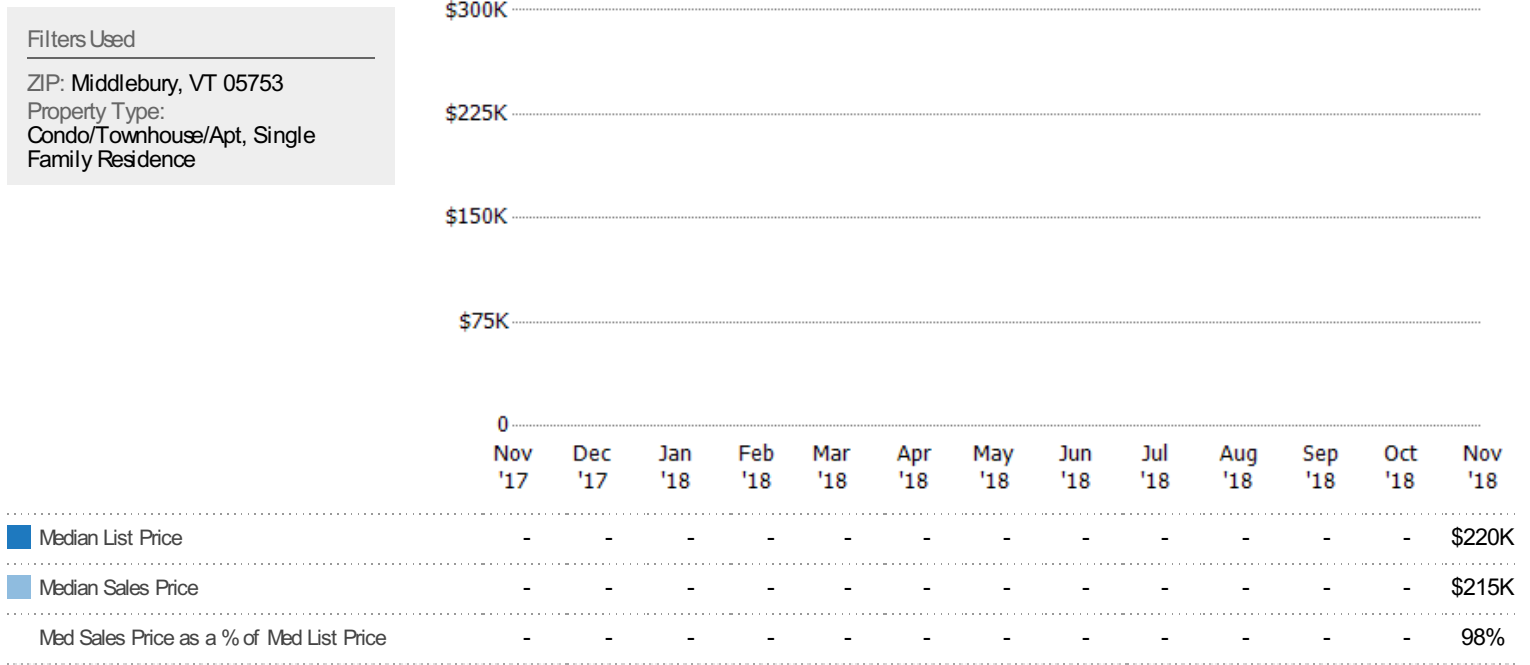 Filters Used
ZIP: Middlebury, VT 05753
Property Type:
Condo/Townhouse/Apt, Single
Family Residence
$300K
$225K
$150K
$75K
0
Nov Dec Jan Feb Mar Apr May Jun Jul Aug Sep Oct Nov
'17 '17 '18 '18 '18 '18 '18 '18 '18 '18 '18 '18 '18
Median List Price - - - - - - - - - - - - $220K
Median Sales Price - - - - - - - - - - - - $215K
Med Sales Price as a % of Med List Price - - - - - - - - - - - - 98%